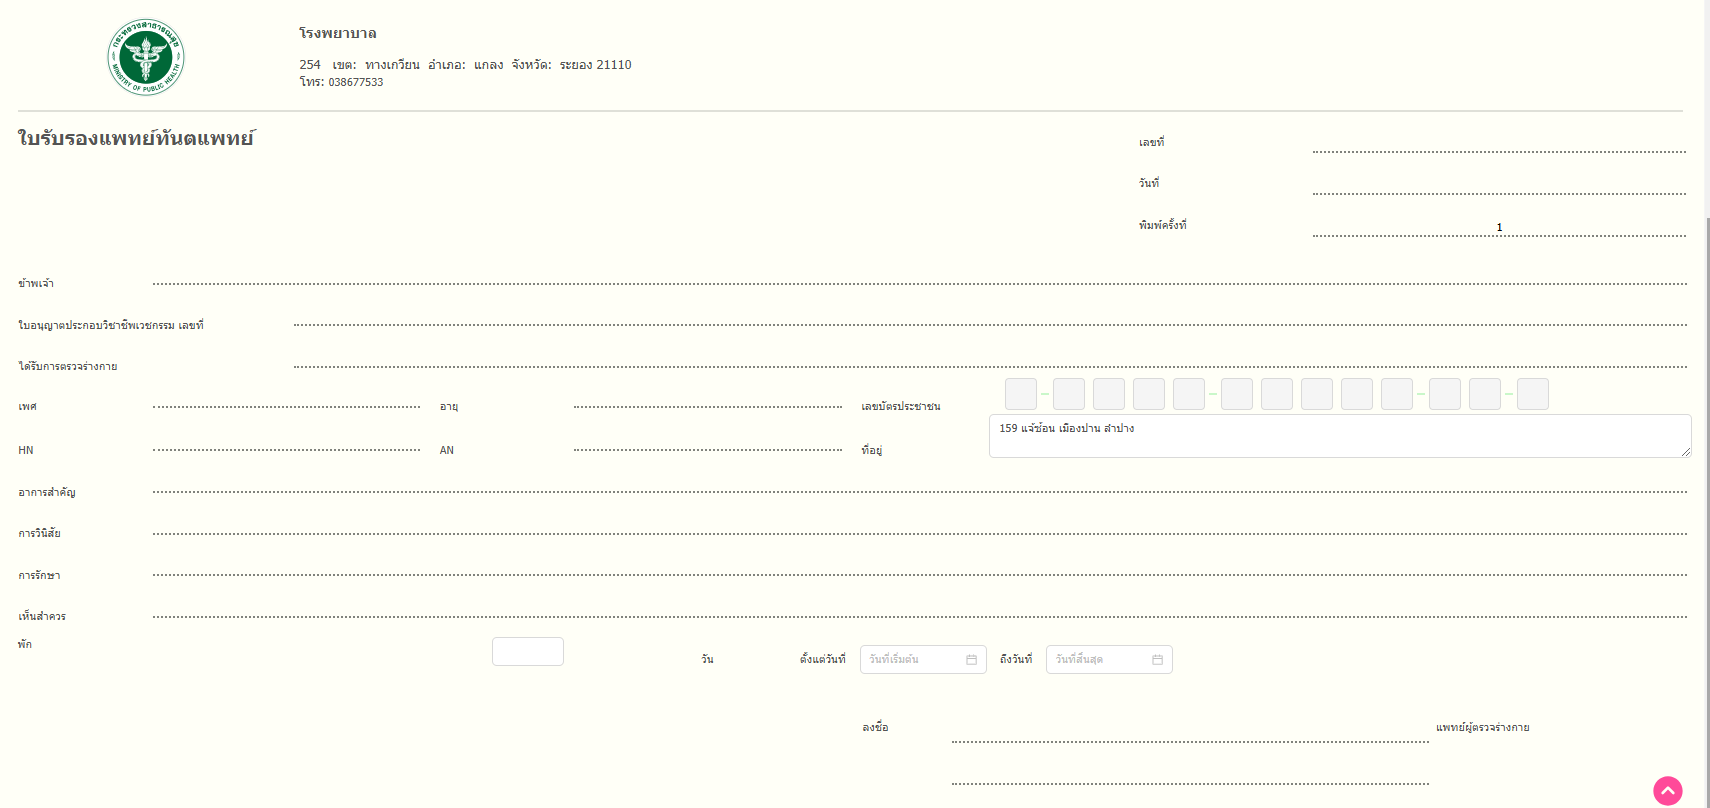 กระทรวงสาธารณสุข
MINISTRY OF PUBLIC HEALTH
โรงพยาบาล
254 เขต: ทางเกวียน อำเภอ: แกลง จังหวัด: ระยอง 21110
โทร: 038677533
ใบรับรองแพทย์ทันตแพทย์
เลขที่
วันที่
พิมพ์ครั้งที่ 1
ข้าพเจ้า
ใบอนุญาตประกอบวิชาชีพเวชกรรม เลขที่
ได้รับการตรวจร่างกาย
เพศ อายุ เลขบัตรประชาชน
HN AN ที่อยู่ 159 แจ้ซ้อน เมืองปาน ลำปาง
อาการสำคัญ
การวินิสัย
การรักษา
เห็นสำควร
พัก วัน ตั้งแต่วันที่ วันที่เริ่มต้น ถึงวันที่ วันที่สิ้นสุด
ลงชื่อ แพทย์ผู้ตรวจร่างกาย